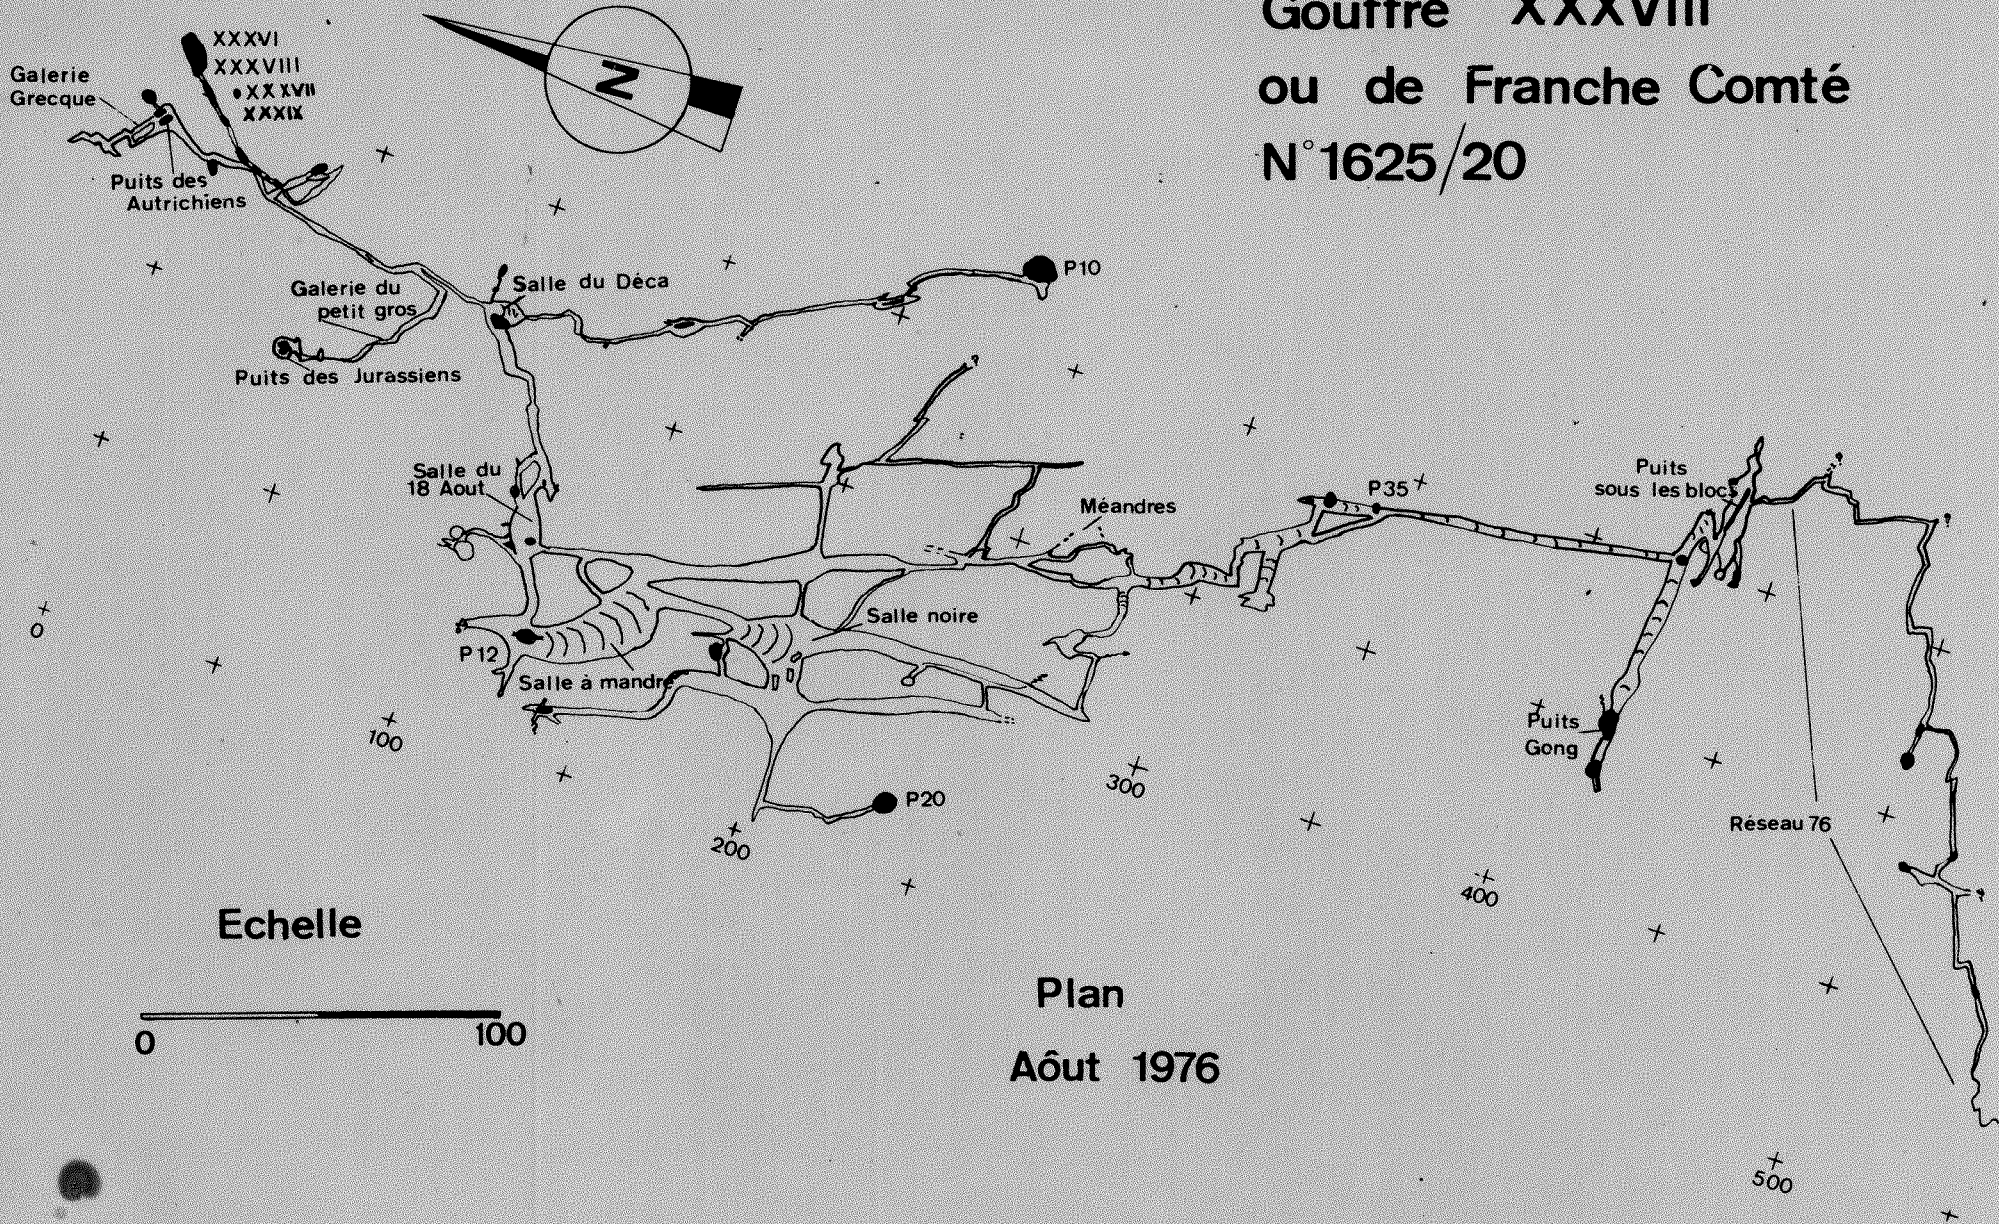 Gouffre XXXVIII
ou de Franche Comté
N°1625/20
N
XXXVI
XXXVIII
XXXVII
XXXIX
Galerie
Grecque
Puits des
Autrichiens
Galerie du
petit gros
Puits des Jurassiens
Salle du Déca
P10
Salle du
18 Aout
Méandres
P35
Puits
sous les blocs
Salle noire
P12
Salle à mandre
Puits
Gong
P20
Réseau 76
0
100
200
300
400
500
?
?
?
?
?
Echelle
0
100
Plan
Aôut 1976